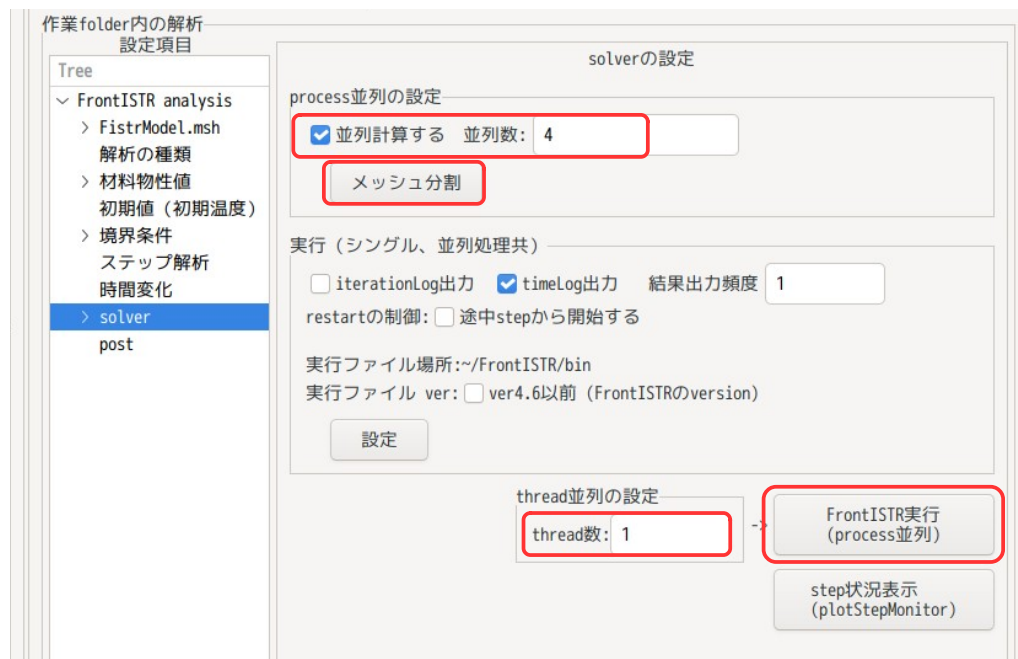 作業folder内の解析
設定項目
Tree
FrontISTR analysis
FistrModel.msh
解析の種類
材料物性値
初期値（初期温度）
境界条件
ステップ解析
時間変化
solver
post
solverの設定
process並列の設定
並列計算する 並列数: 4
メッシュ分割
実行（シングル、並列処理共）
iterationLog出力 timeLog出力 結果出力頻度 1
restartの制御: 途中stepから開始する
実行ファイル場所:~/FrontISTR/bin
実行ファイル ver: ver4.6以前（FrontISTRのversion）
設定
thread並列の設定
thread数: 1
->
FrontISTR実行
(process並列)
step状況表示
(plotStepMonitor)